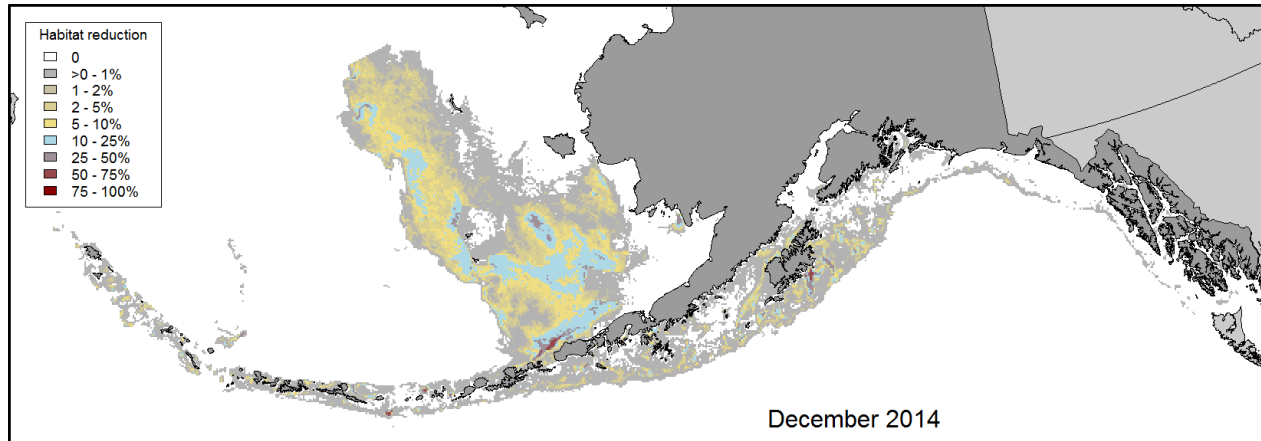 Habitat reduction
0
>0 - 1%
1 - 2%
2 - 5%
5 - 10%
10 - 25%
25 - 50%
50 - 75%
75 - 100%
December 2014